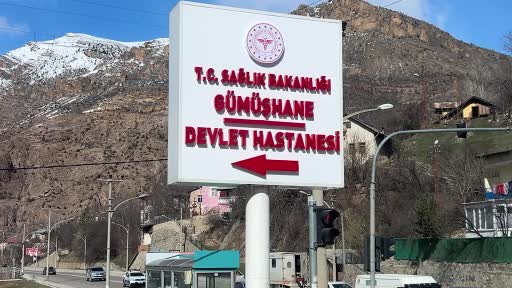 T.C. SAĞLIK BAKANLIĞI
GÜMÜŞHANE
DEVLET HASTANESİ